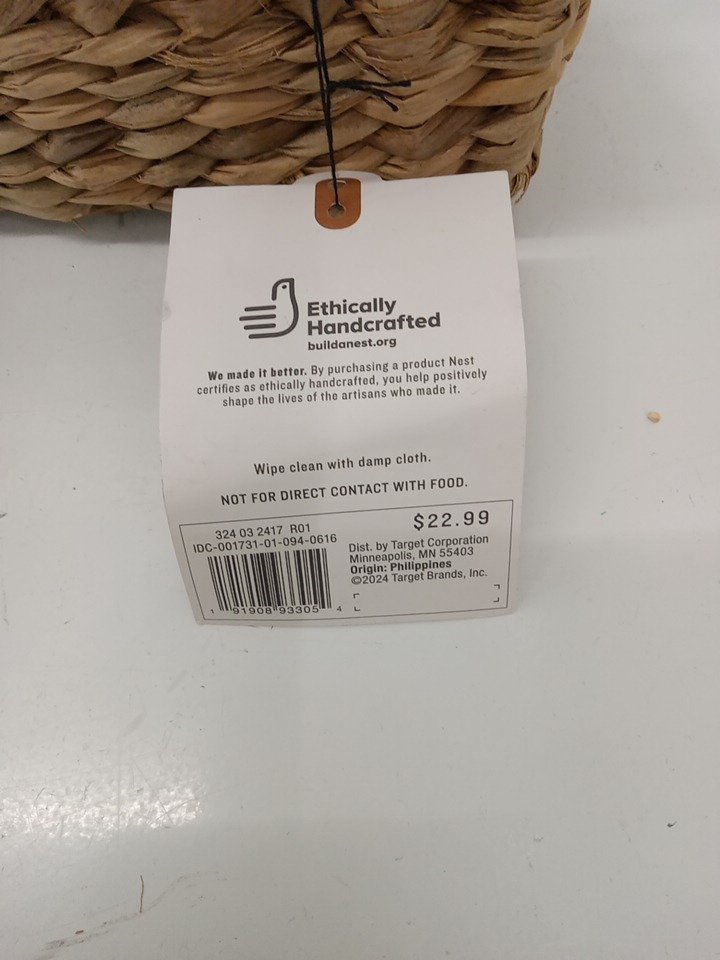 Ethically
Handcrafted
buildanest.org
We made it better. By purchasing a product Nest
certifies as ethically handcrafted, you help positively
shape the lives of the artisans who made it.
Wipe clean with damp cloth.
NOT FOR DIRECT CONTACT WITH FOOD.
324 03 2417 R01
IDC-001731-01-094-0616
1 91908 93305 4
$22.99
Dist. by Target Corporation
Minneapolis, MN 55403
Origin: Philippines
©2024 Target Brands, Inc.